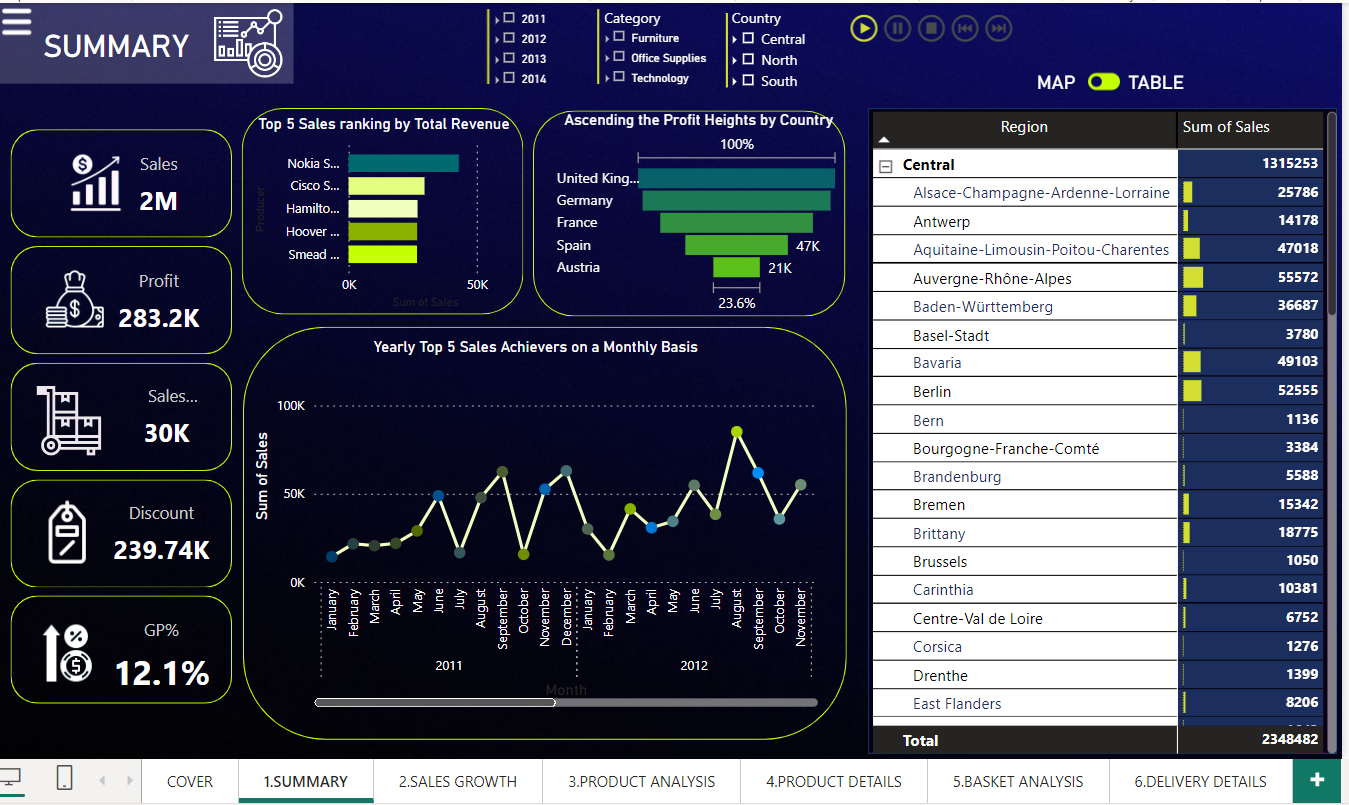 SUMMARY
2011
2012
2013
2014
Category
Furniture
Office Supplies
Technology
Country
Central
North
South
MAP
TABLE
Sales
2M
Profit
283.2K
Sales...
30K
Discount
239.74K
GP%
12.1%
Top 5 Sales ranking by Total Revenue
Producer
Nokia S...
Cisco S...
Hamilto...
Hoover ...
Smead ...
0K
50K
Sum of Sales
Ascending the Profit Heights by Country
100%
United King...
Germany
France
Spain
47K
Austria
21K
23.6%
Yearly Top 5 Sales Achievers on a Monthly Basis
Sum of Sales
100K
50K
0K
January
February
March
April
May
June
July
August
September
October
November
December
January
February
March
April
May
June
July
August
September
October
November
2011
2012
Month
Region Sum of Sales
Central 1315253
Alsace-Champagne-Ardenne-Lorraine 25786
Antwerp 14178
Aquitaine-Limousin-Poitou-Charentes 47018
Auvergne-Rhône-Alpes 55572
Baden-Württemberg 36687
Basel-Stadt 3780
Bavaria 49103
Berlin 52555
Bern 1136
Bourgogne-Franche-Comté 3384
Brandenburg 5588
Bremen 15342
Brittany 18775
Brussels 1050
Carinthia 10381
Centre-Val de Loire 6752
Corsica 1276
Drenthe 1399
East Flanders 8206
Total 2348482
COVER
1.SUMMARY
2.SALES GROWTH
3.PRODUCT ANALYSIS
4.PRODUCT DETAILS
5.BASKET ANALYSIS
6.DELIVERY DETAILS
+